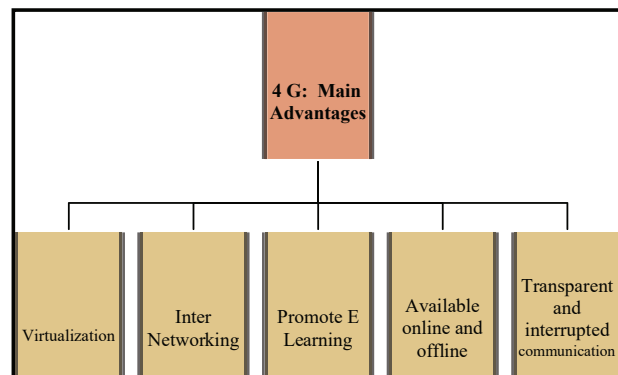 4 G: Main
Advantages
Virtualization
Inter
Networking
Promote E
Learning
Available
online and
offline
Transparent
and
interrupted
communication